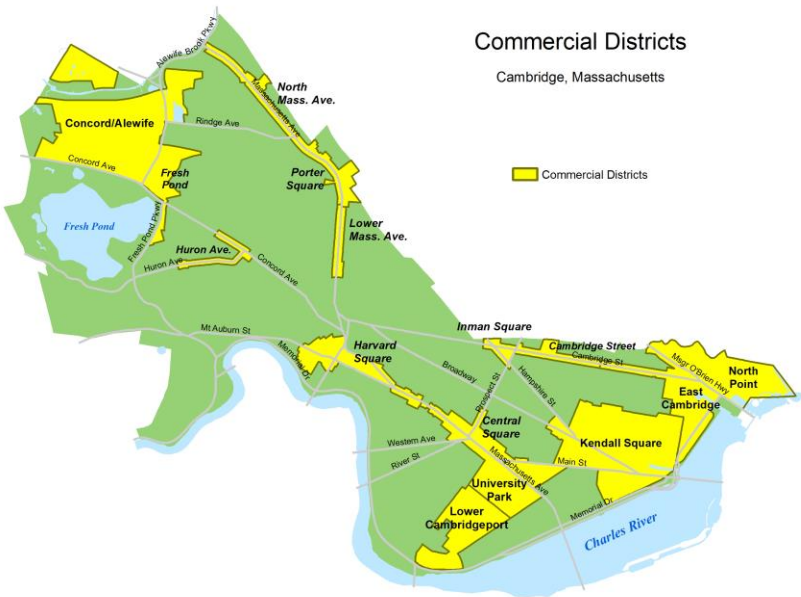 Commercial Districts
Cambridge, Massachusetts
Commercial Districts
Alewife Brook Pkwy
North
Mass. Ave.
Massachusetts Ave
Concord/Alewife
Rindge Ave
Concord Ave
Fresh
Pond
Porter
Square
Fresh Pond
Fresh Pond Pkwy
Lower
Mass. Ave.
Huron Ave.
Huron Ave
Concord Ave
Mt Auburn St
Memorial Dr
Harvard
Square
Inman Square
Cambridge Street
Cambridge St
Msgr O'Brien Hwy
North
Point
Broadway
Prospect St
Hampshire St
East
Cambridge
Central
Square
Kendall Square
Western Ave
River St
Massachusetts Ave
Main St
University
Park
Lower
Cambridgeport
Memorial Dr
Charles River